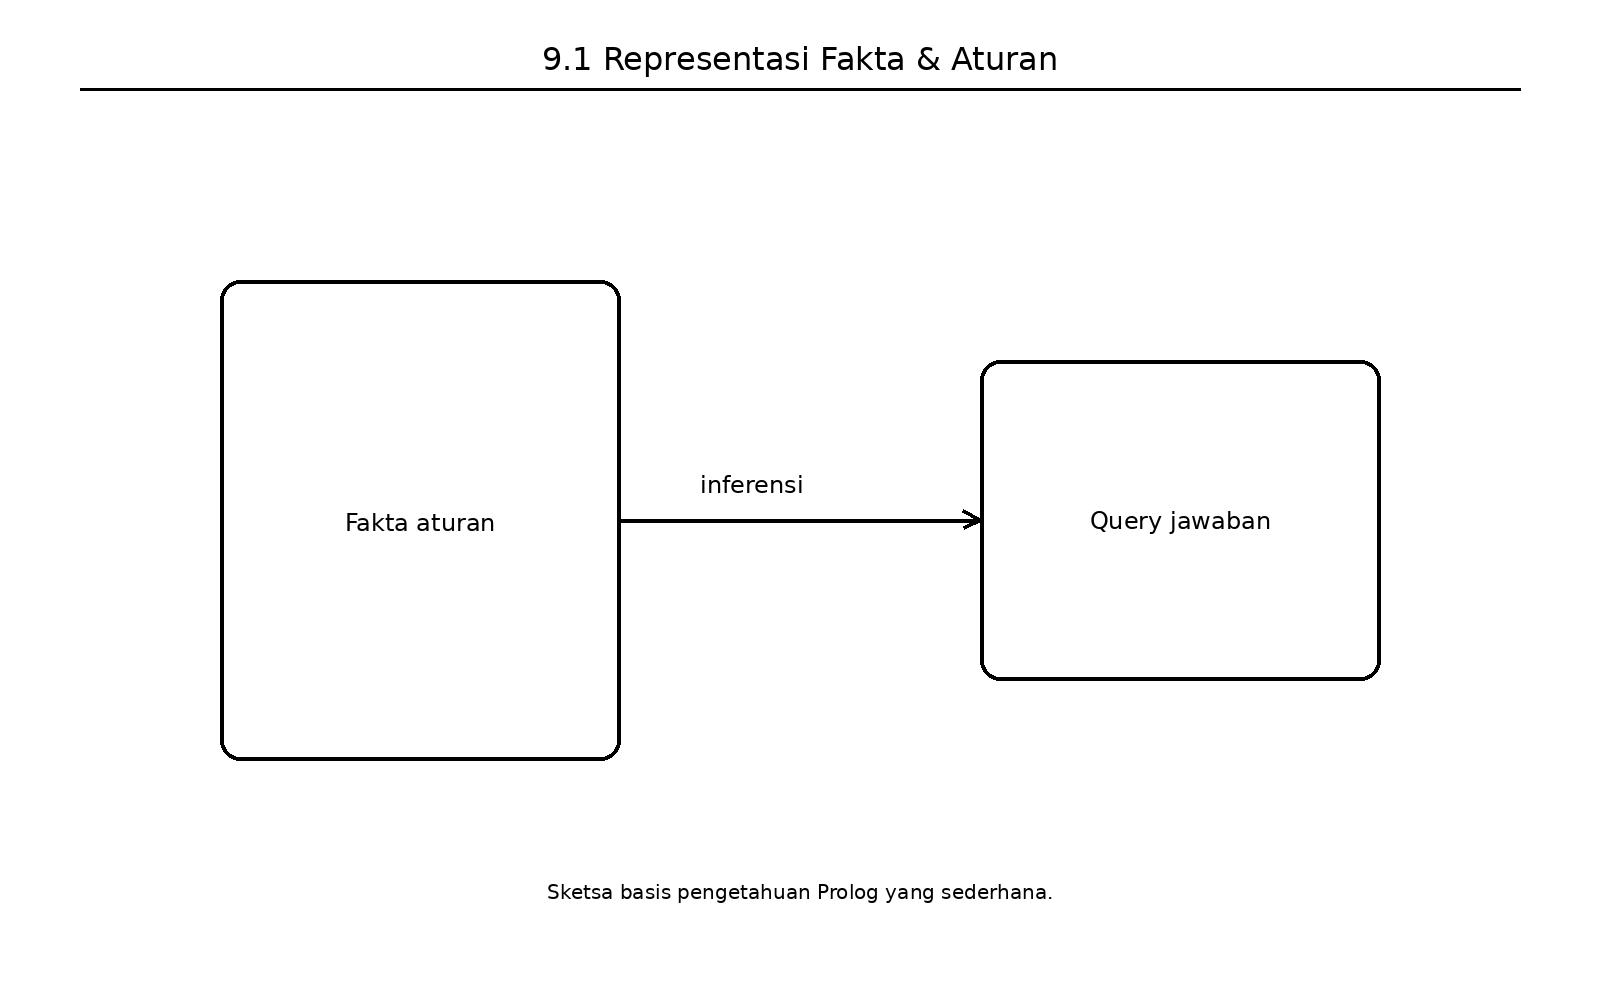 9.1 Representasi Fakta & Aturan
inferensi
Fakta aturan
Query jawaban
Sketsa basis pengetahuan Prolog yang sederhana.